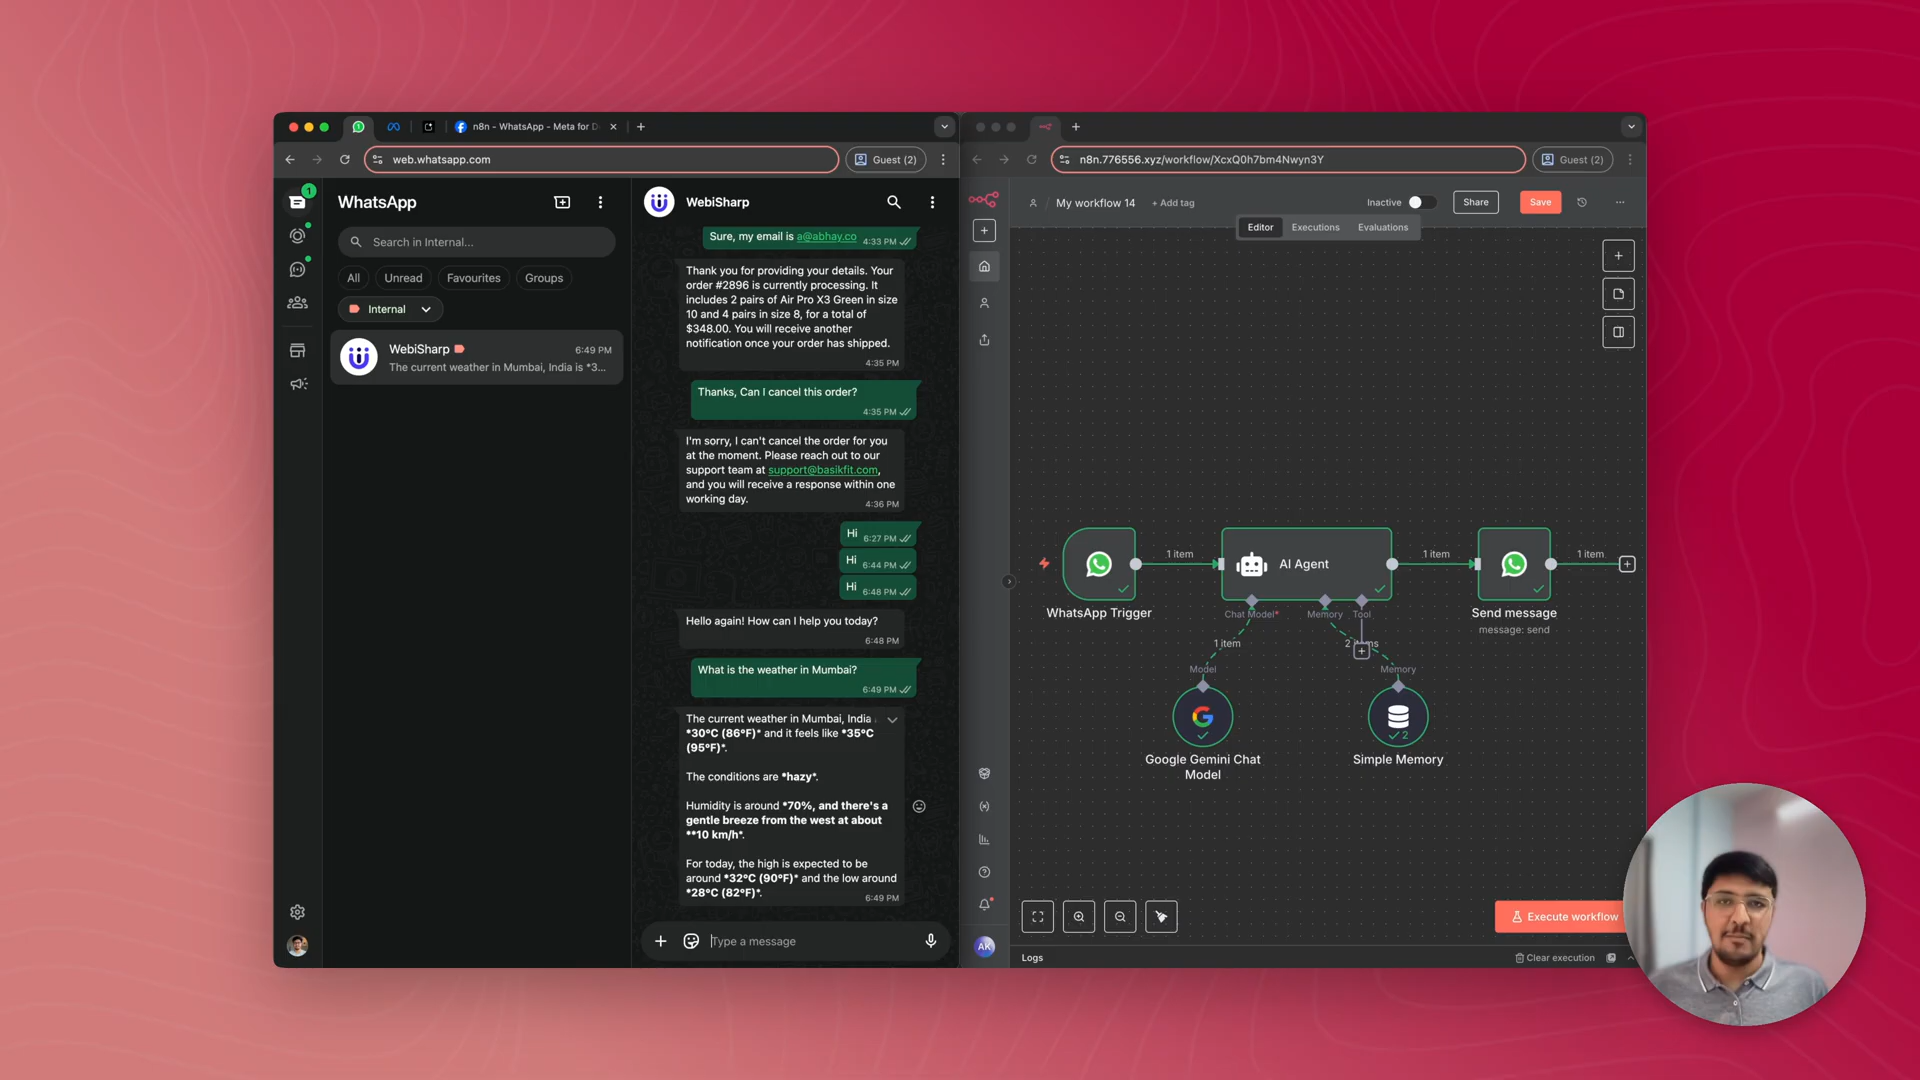 n8n - WhatsApp - Meta for D
web.whatsapp.com
Guest (2)
1
WhatsApp
Search in Internal...
All
Unread
Favourites
Groups
Internal
WebiSharp
6:49 PM
The current weather in Mumbai, India is *3...
WebiSharp
Sure, my email is a@abhay.co
4:33 PM
Thank you for providing your details. Your
order #2896 is currently processing. It
includes 2 pairs of Air Pro X3 Green in size
10 and 4 pairs in size 8, for a total of
$348.00. You will receive another
notification once your order has shipped.
4:35 PM
Thanks, Can I cancel this order?
4:35 PM
I'm sorry, I can't cancel the order for you
at the moment. Please reach out to our
support team at support@basikfit.com,
and you will receive a response within one
working day.
4:36 PM
Hi 6:27 PM
Hi 6:44 PM
Hi 6:48 PM
Hello again! How can I help you today?
6:48 PM
What is the weather in Mumbai?
6:49 PM
The current weather in Mumbai, India
*30°C (86°F)* and it feels like *35°C
(95°F)*.
The conditions are *hazy*.
Humidity is around *70%, and there's a
gentle breeze from the west at about
**10 km/h*.
For today, the high is expected to be
around *32°C (90°F)* and the low around
*28°C (82°F)*.
6:49 PM
Type a message
n8n.776556.xyz/workflow/XcxQ0h7bm4Nwyn3Y
Guest (2)
/ My workflow 14
+ Add tag
Inactive
Share
Save
Editor
Executions
Evaluations
1 item
AI Agent
1 item
1 item
WhatsApp Trigger
Chat Model*
Memory
Tool
Send message
message: send
1 item
2 items
Model
Memory
2
Google Gemini Chat
Model
Simple Memory
Execute workflow
AK
Logs
Clear execution